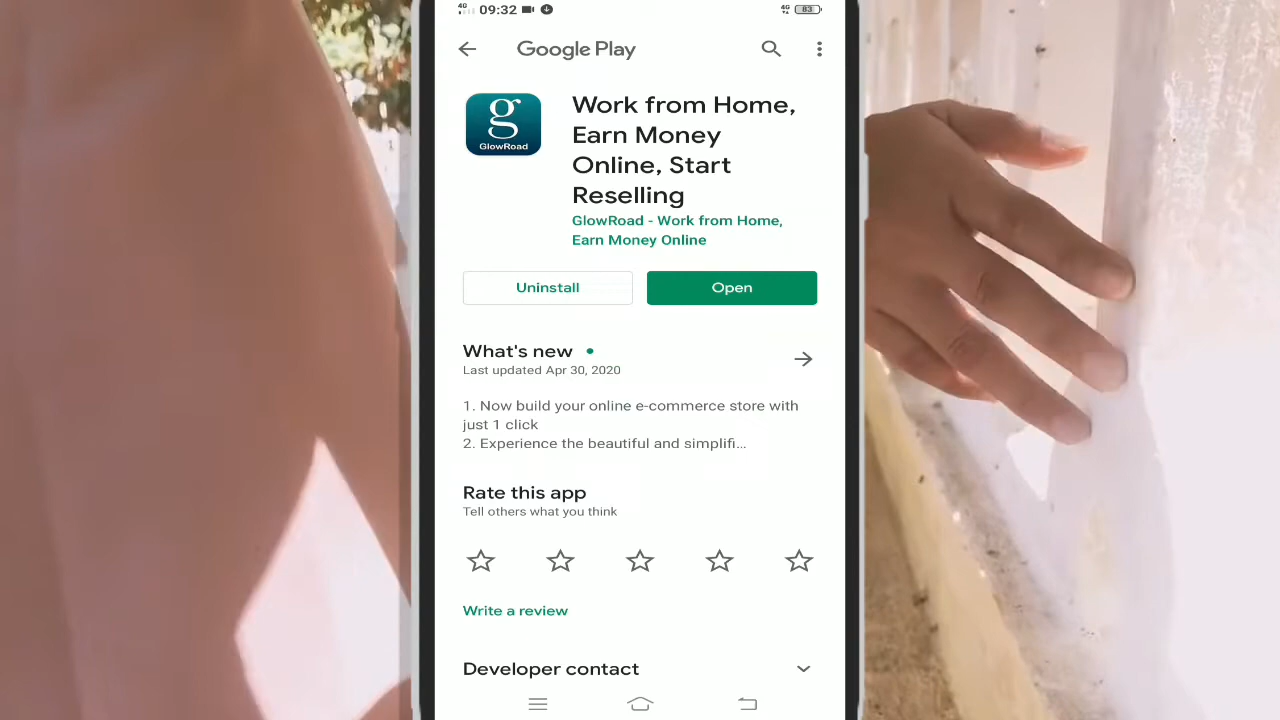 4G 09:32 4G 83
Google Play
g
GlowRoad
Work from Home,
Earn Money
Online, Start
Reselling
GlowRoad - Work from Home,
Earn Money Online
Uninstall
Open
What's new
Last updated Apr 30, 2020
1. Now build your online e-commerce store with
just 1 click
2. Experience the beautiful and simplifi...
Rate this app
Tell others what you think
Write a review
Developer contact